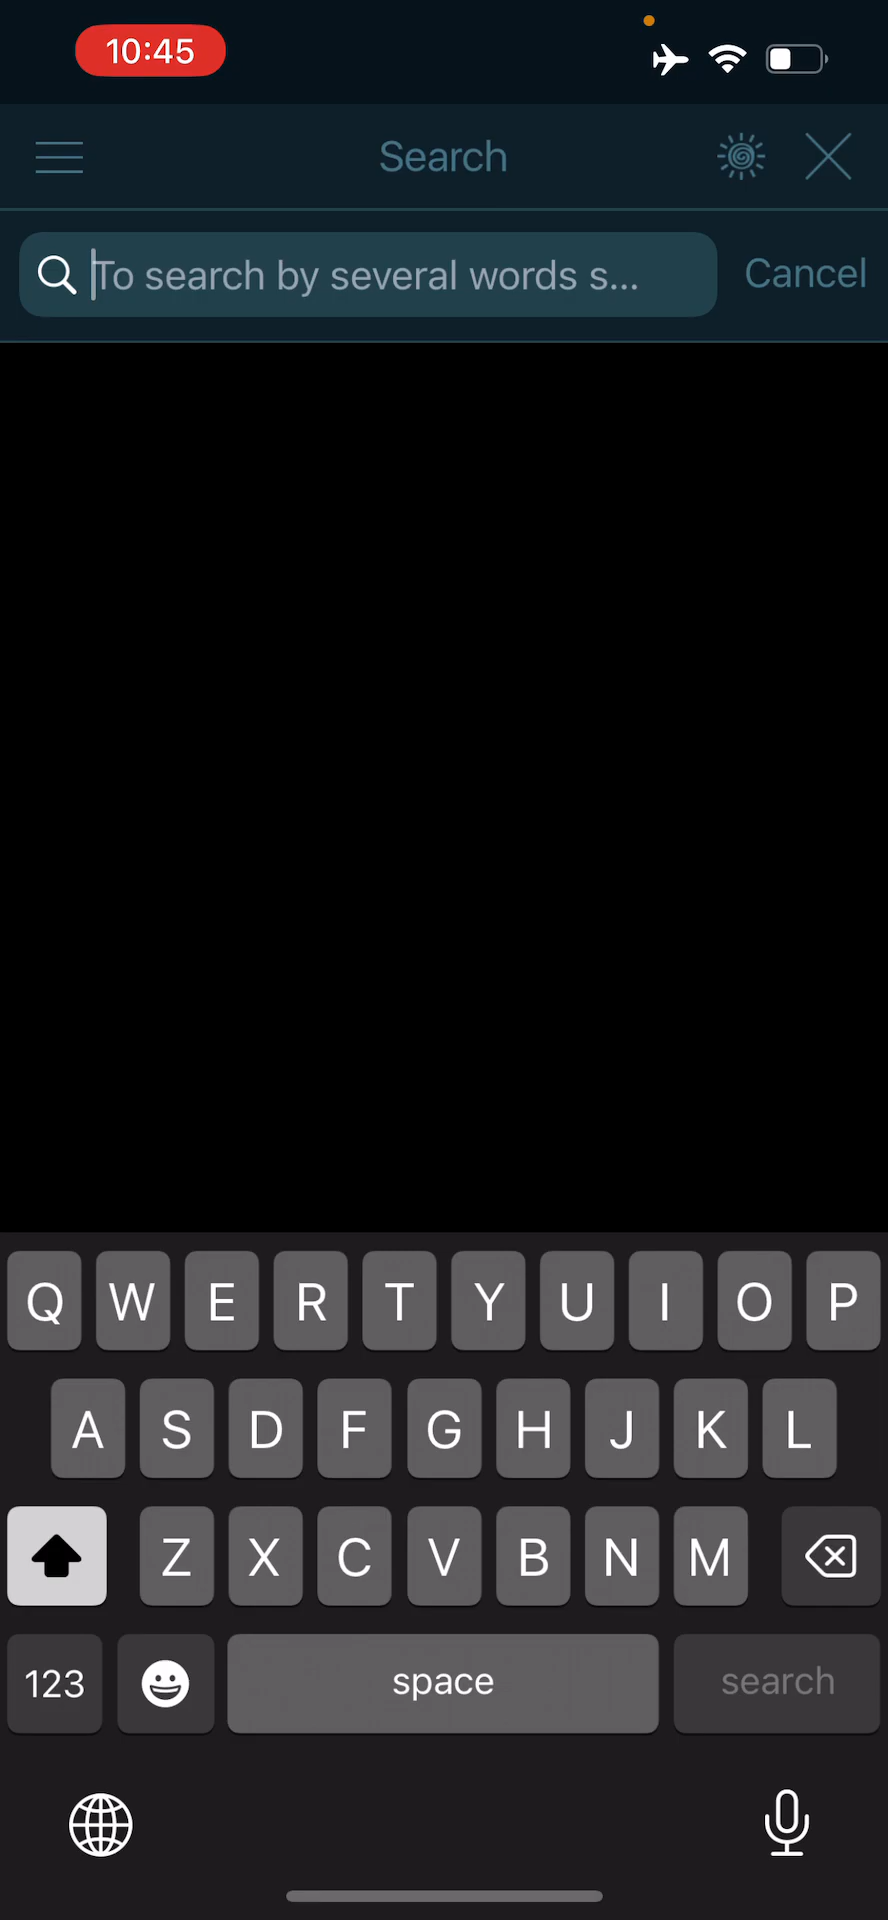 10:45
Search
To search by several words s...
Cancel
Q W E R T Y U I O P
A S D F G H J K L
Z X C V B N M
123 space search